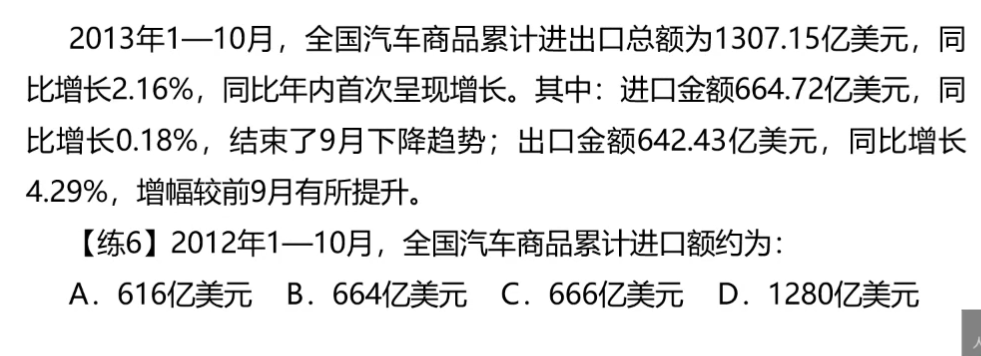 2013年1—10月，全国汽车商品累计进出口总额为1307.15亿美元，同
比增长2.16%，同比年内首次呈现增长。其中：进口金额664.72亿美元，同
比增长0.18%，结束了9月下降趋势；出口金额642.43亿美元，同比增长
4.29%，增幅较前9月有所提升。
【练6】2012年1—10月，全国汽车商品累计进口额约为：
A．616亿美元 B．664亿美元 C．666亿美元 D．1280亿美元